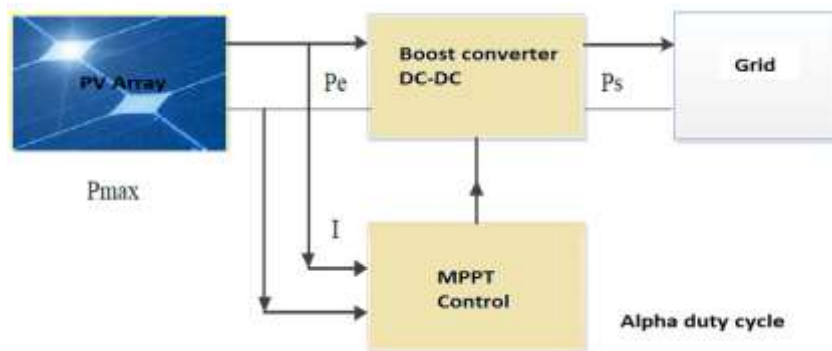 PV Array
Boost converter
DC-DC
Grid
Pe
Ps
Pmax
I
MPPT
Control
Alpha duty cycle